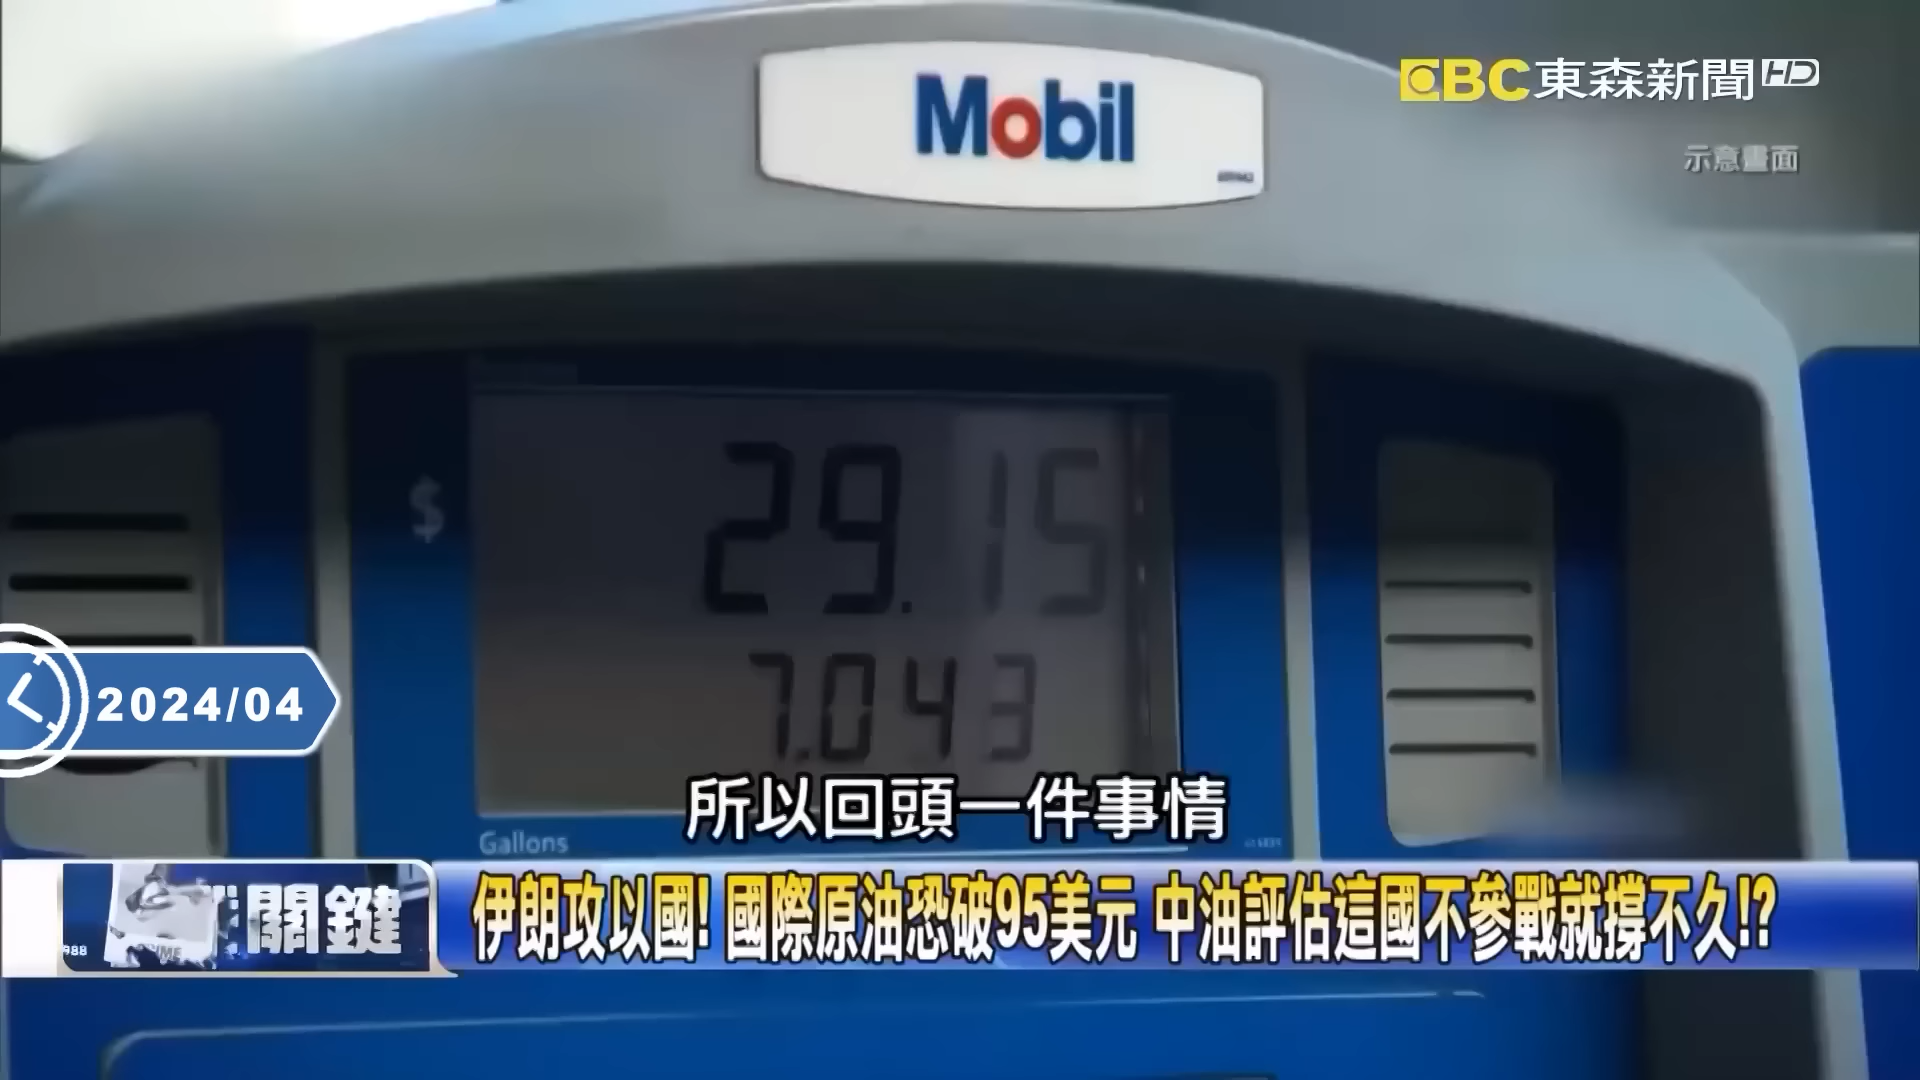 Mobil
EBC東森新聞HD
示意畫面
$
29.15
7.043
2024/04
Gallons
所以回頭一件事情
關鍵
988
伊朗攻以國! 國際原油恐破95美元 中油評估這國不參戰就撐不久!?